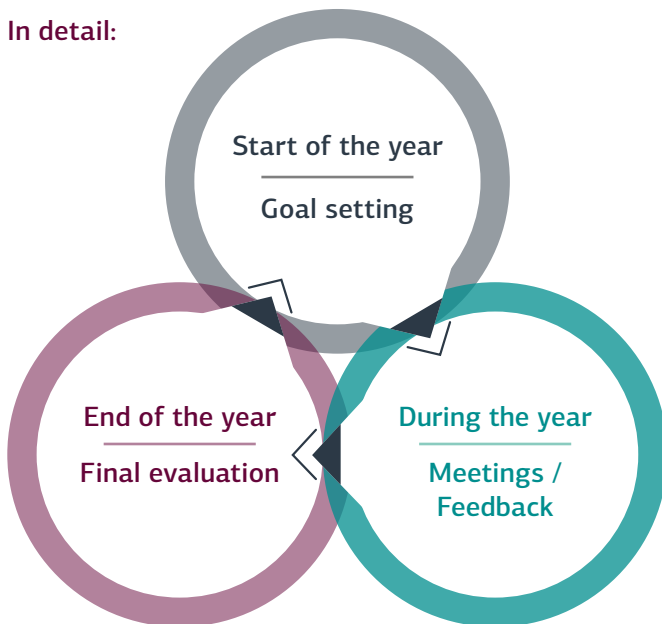 In detail:
Start of the year
Goal setting
End of the year
Final evaluation
During the year
Meetings /
Feedback